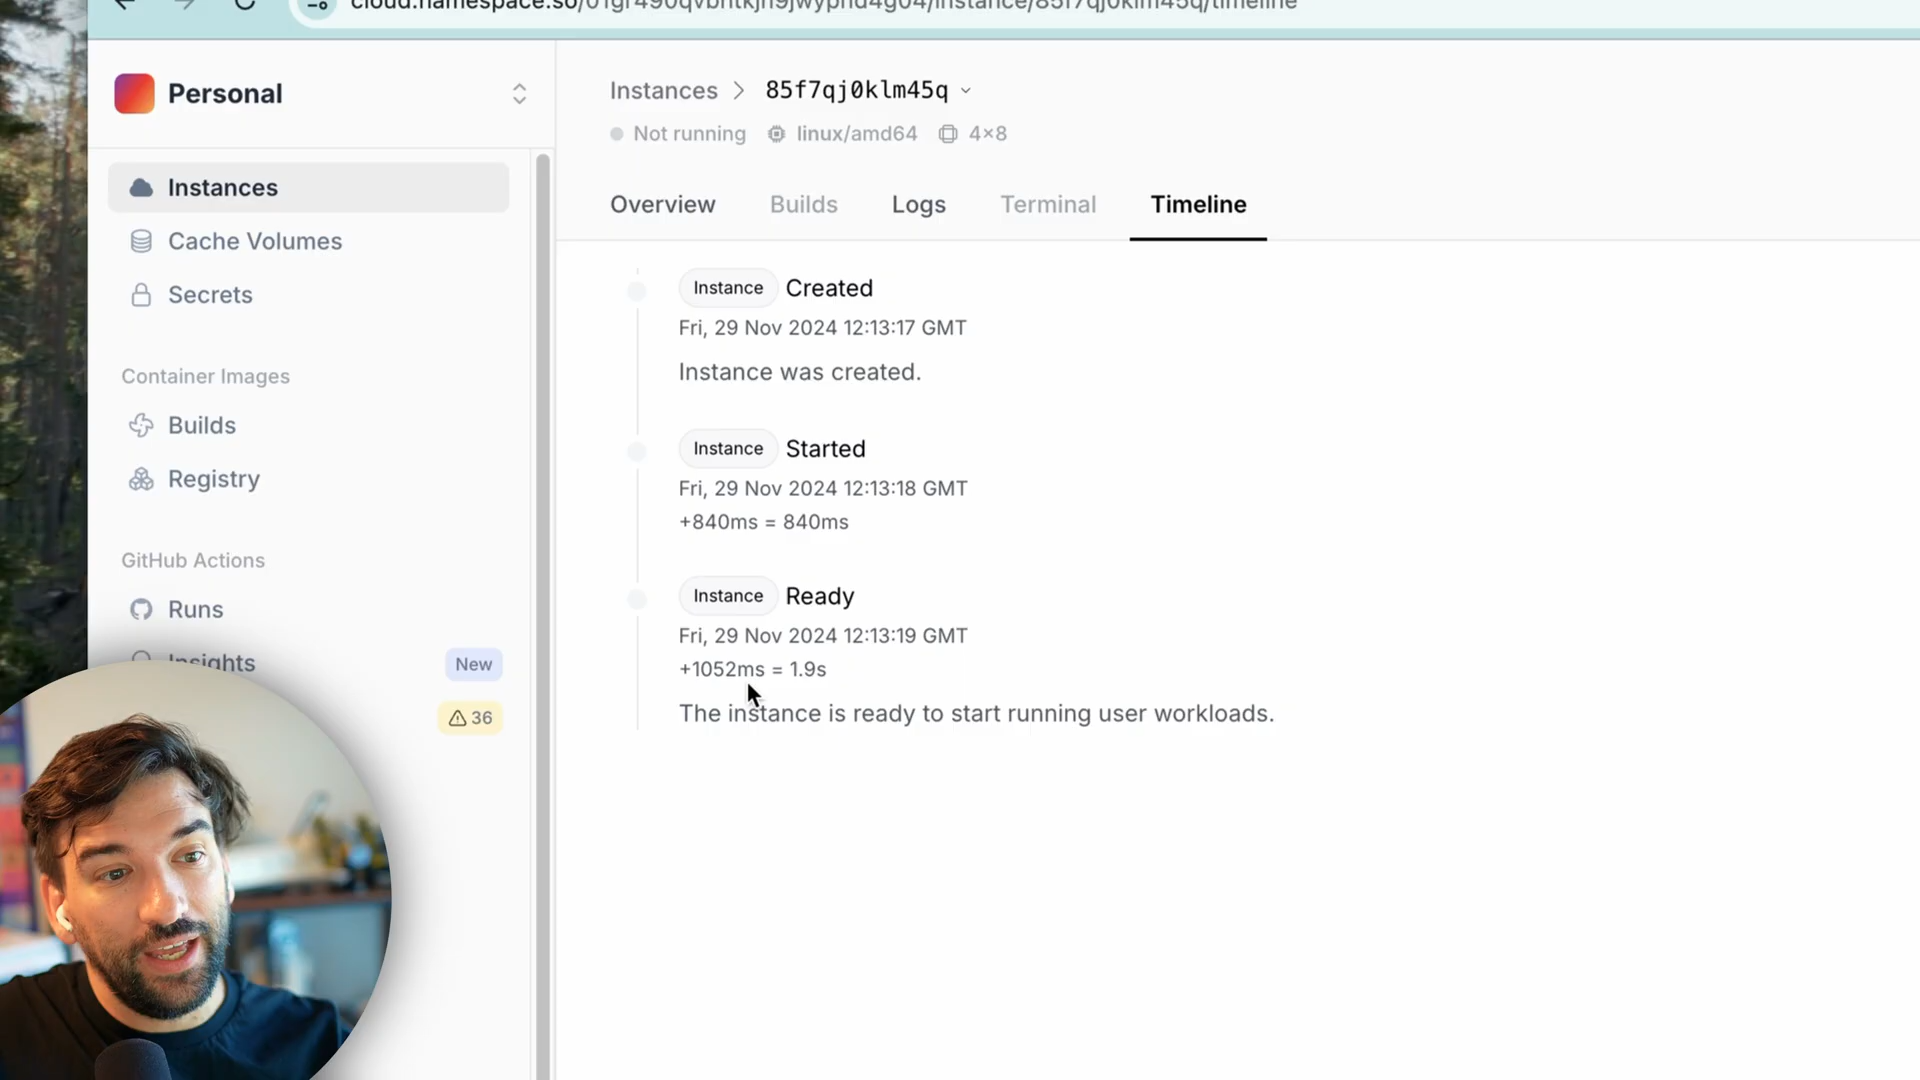 Personal
Instances
Cache Volumes
Secrets
Container Images
Builds
Registry
GitHub Actions
Runs
Insights
New
36
Instances > 85f7qj0klm45q
Not running linux/amd64 4×8
Overview Builds Logs Terminal Timeline
Instance Created
Fri, 29 Nov 2024 12:13:17 GMT
Instance was created.
Instance Started
Fri, 29 Nov 2024 12:13:18 GMT
+840ms = 840ms
Instance Ready
Fri, 29 Nov 2024 12:13:19 GMT
+1052ms = 1.9s
The instance is ready to start running user workloads.